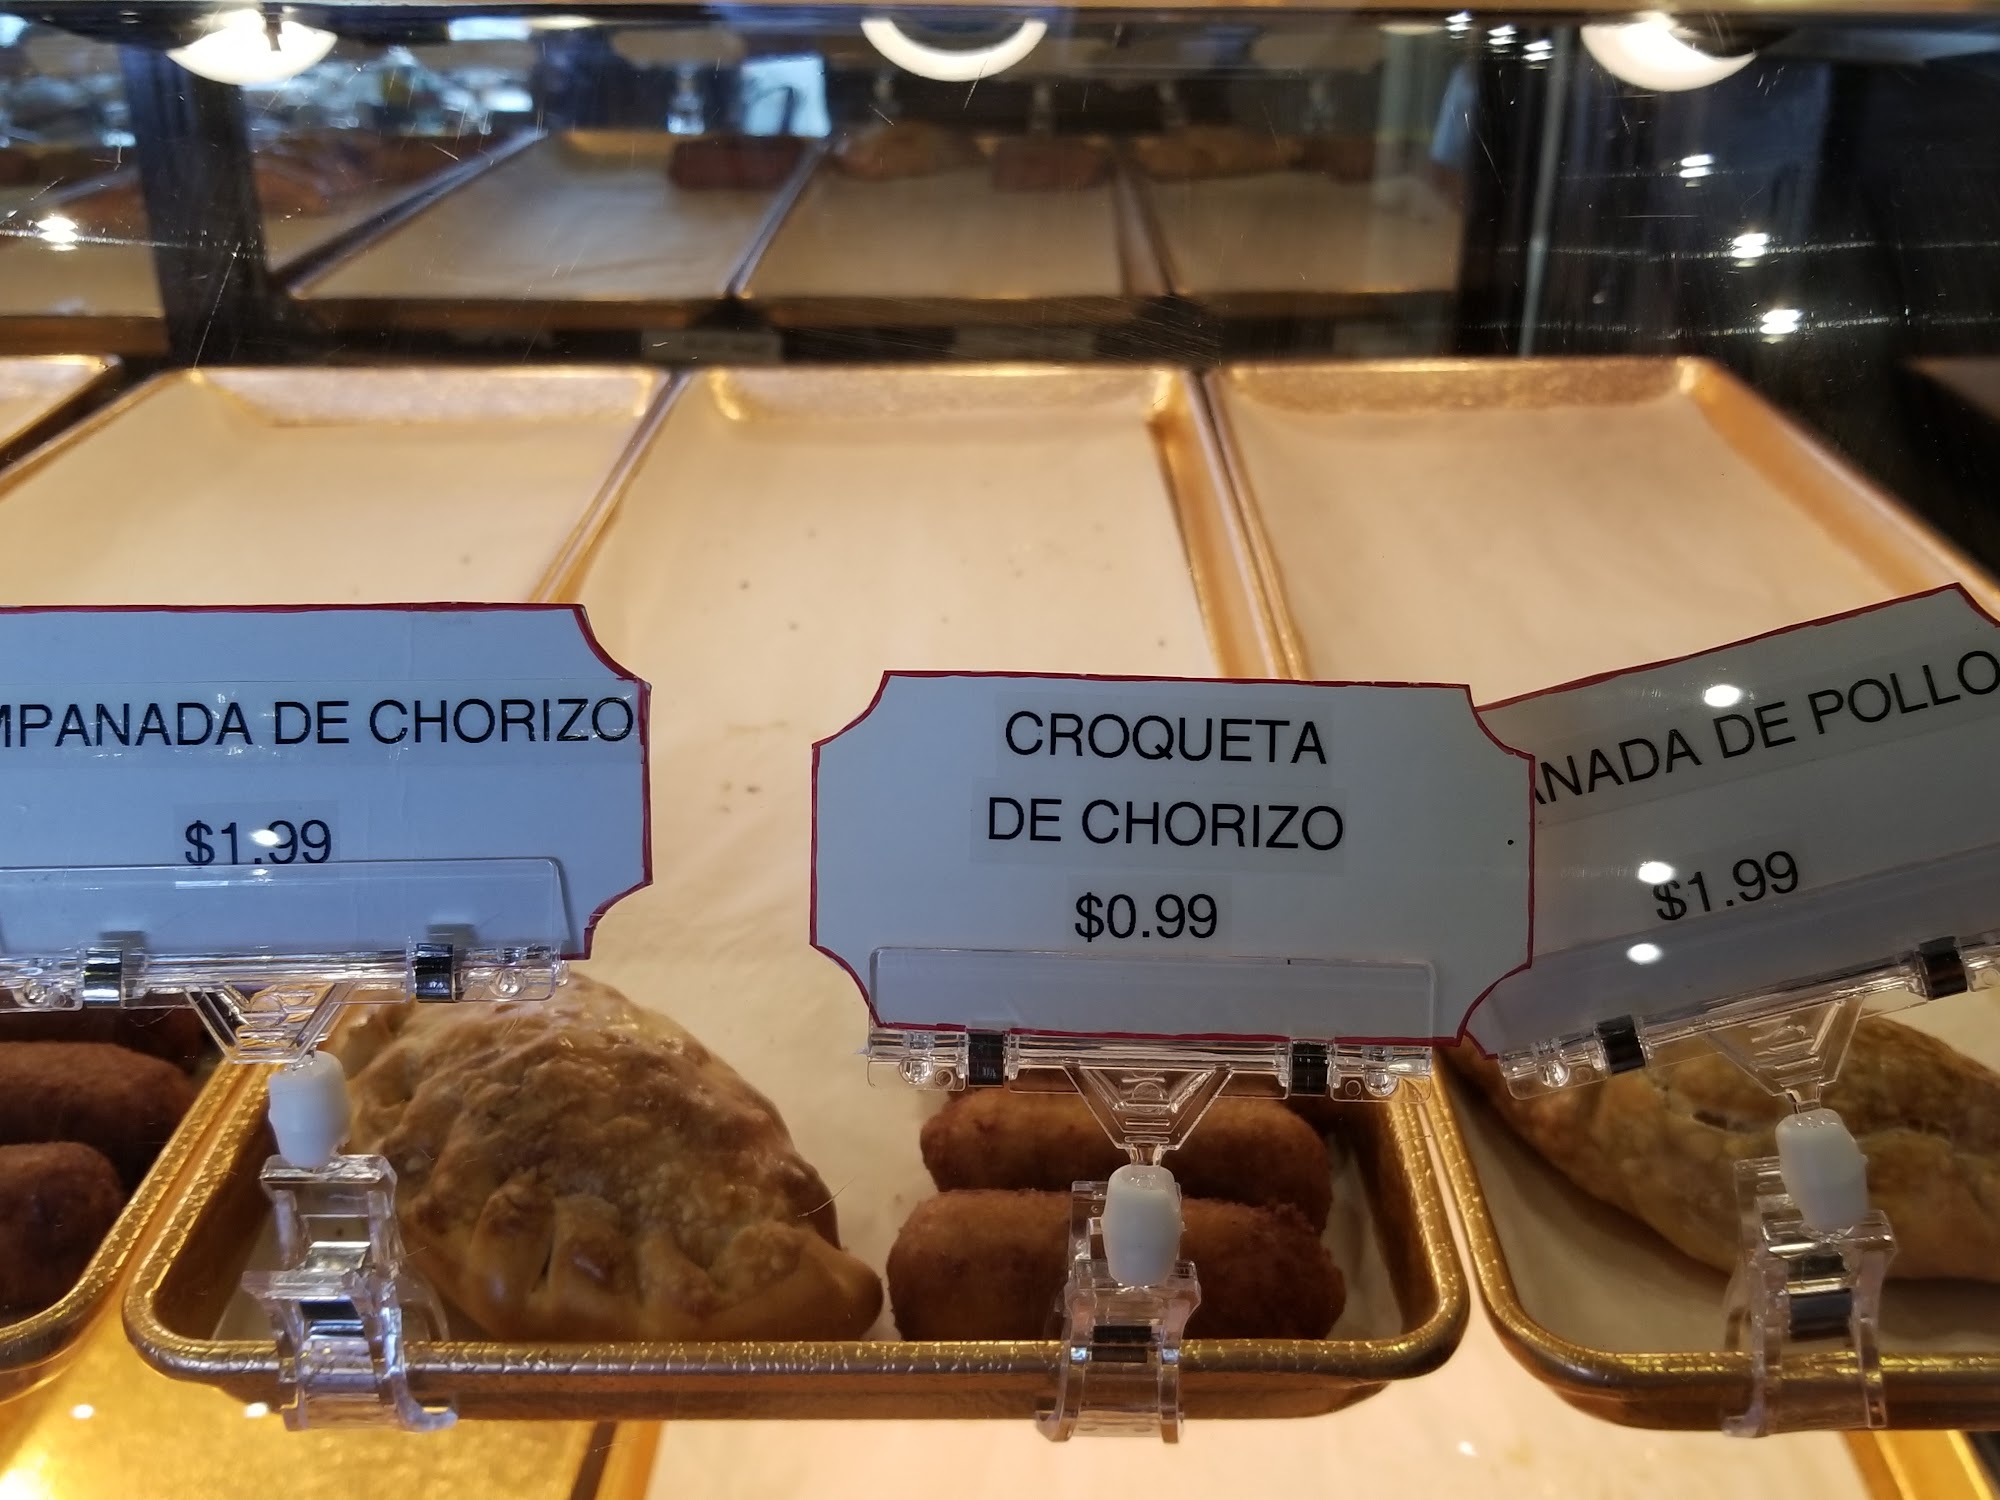 MPANADA DE CHORIZO
$1.99
CROQUETA
DE CHORIZO
$0.99
ANADA DE POLLO
$1.99